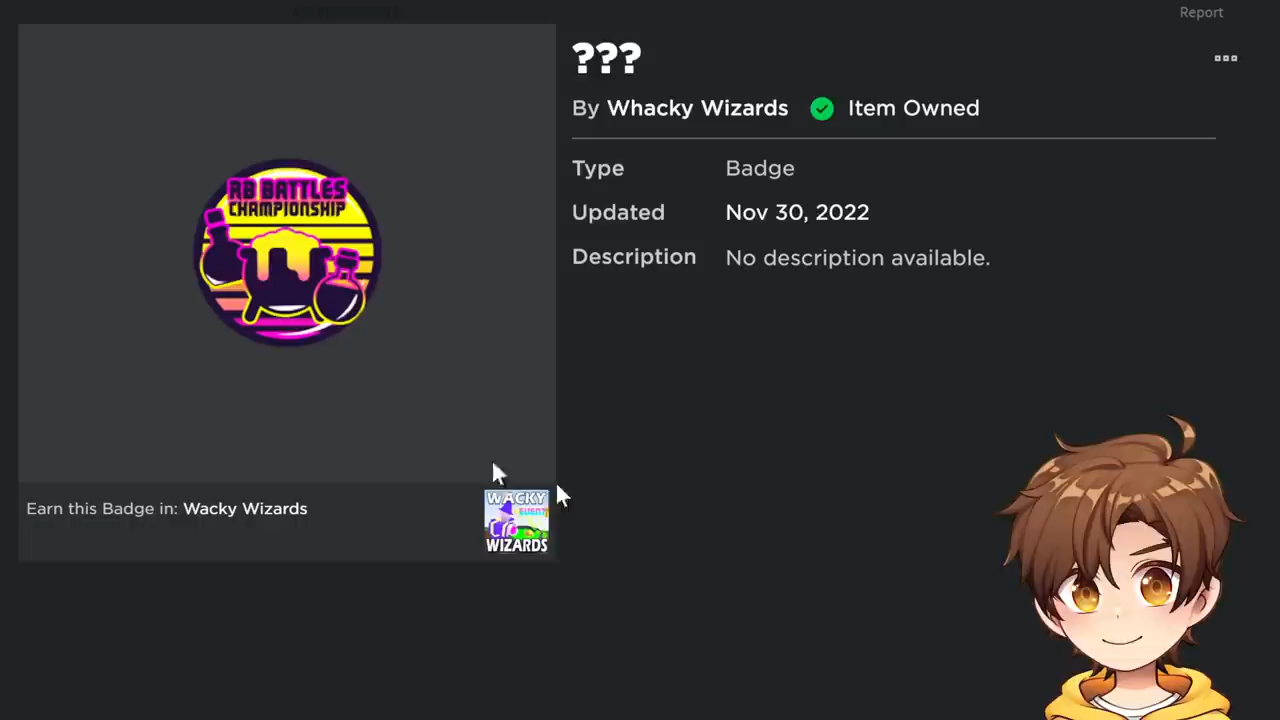 Report
???
By Whacky Wizards Item Owned
Type Badge
Updated Nov 30, 2022
Description No description available.
RB BATTLES
CHAMPIONSHIP
Earn this Badge in: Wacky Wizards
WACKY
EVENT
WIZARDS